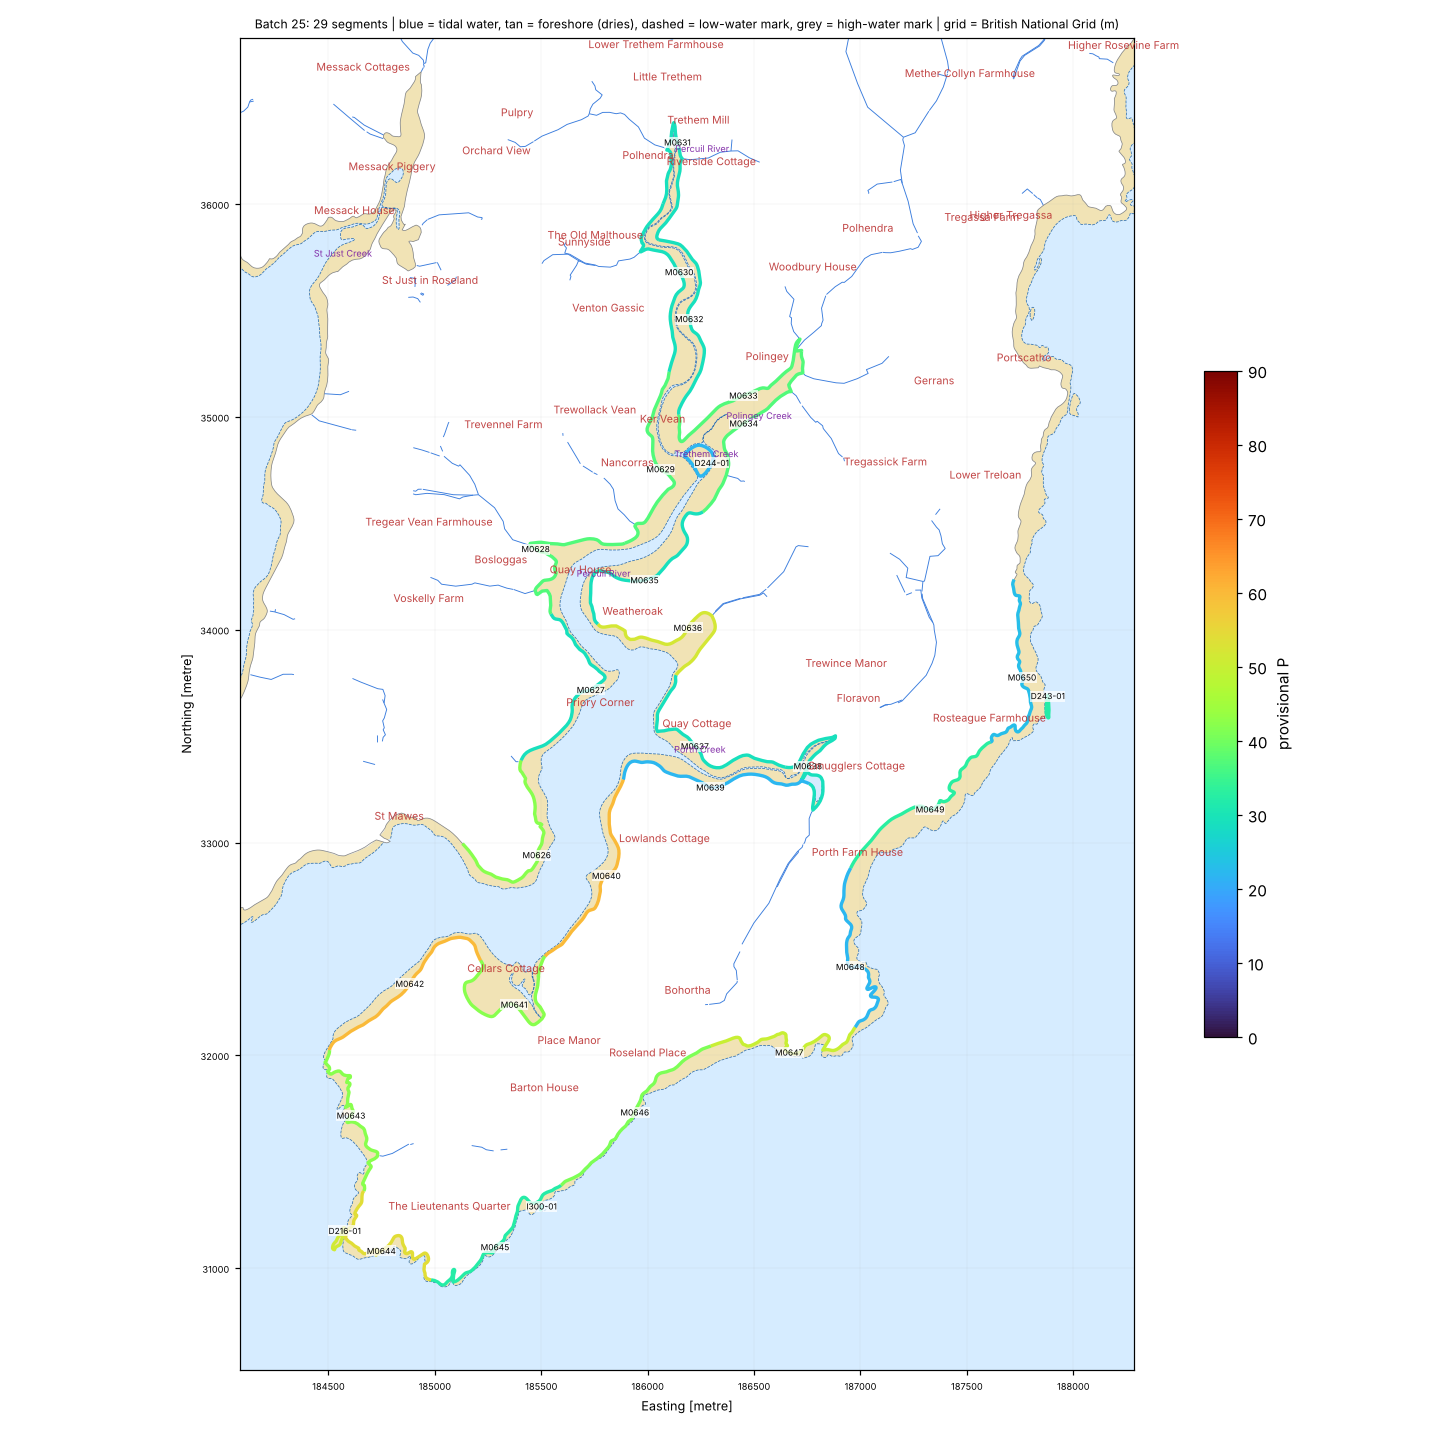 Batch 25: 29 segments | blue = tidal water, tan = foreshore (dries), dashed = low-water mark, grey = high-water mark | grid = British National Grid (m)
Lower Trethem Farmhouse
Higher Rosevine Farm
Messack Cottages
Mether-Collyn Farmhouse
Little Trethem
Pulpry
Trethem Mill
M0631
Orchard View
Percuil River
Polhendra
Riverside Cottage
Messack Piggery
36000
Messack House
Tregassa Farm
Higher Tregassa
Polhendra
The Old Malthouse
Sunnyside
St Just Creek
Woodbury House
M0630
St Just in Roseland
Venton Gassic
M0632
Polingey
Portscatho
90
Gerrans
M0633
80
Trewollack Vean
Polingey Creek
35000
Ker Vean
Trevennel Farm
M0634
Trethem Creek
Nancorras
D244-01
Tregassick Farm
M0629
Lower Treloan
70
Tregear Vean Farmhouse
M0628
Bosloggas
Quay House
Percuil River
M0635
60
Voskelly Farm
Weatheroak
34000
M0636
Trewince Manor
50
M0650
M0627
D243-01
Priory Corner
Floravon
Rosteague Farmhouse
Quay Cottage
Northing [metre]
provisional P
M0637
Porth Creek
40
M0638
Smugglers Cottage
M0639
M0649
St Mawes
30
33000
Lowlands Cottage
M0626
Porth Farm House
M0640
20
Cellars Cottage
M0648
10
M0642
Bohortha
M0641
0
Place Manor
32000
Roseland Place
M0647
Barton House
M0643
M0646
The Lieutenants Quarter
I300-01
D216-01
M0644
M0645
31000
184500
185000
185500
186000
186500
187000
187500
188000
Easting [metre]